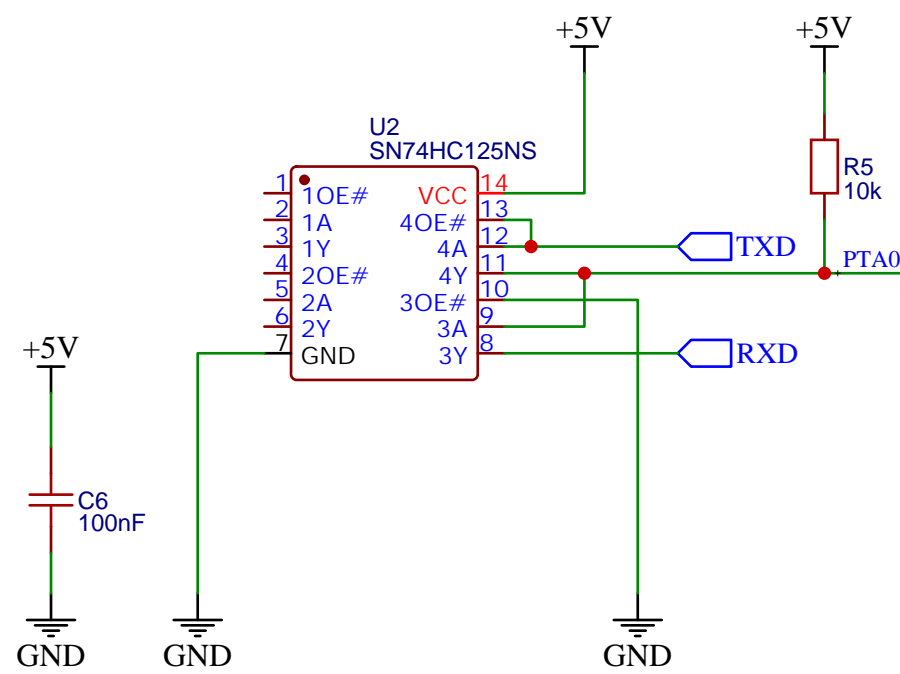 +5V
+5V
U2
SN74HC125NS
1
1OE#
2
1A
3
1Y
4
2OE#
5
2A
6
2Y
7
GND
14
VCC
13
4OE#
12
4A
11
4Y
10
3OE#
9
3A
8
3Y
TXD
RXD
R5
10k
PTA0
+5V
C6
100nF
GND
GND
GND